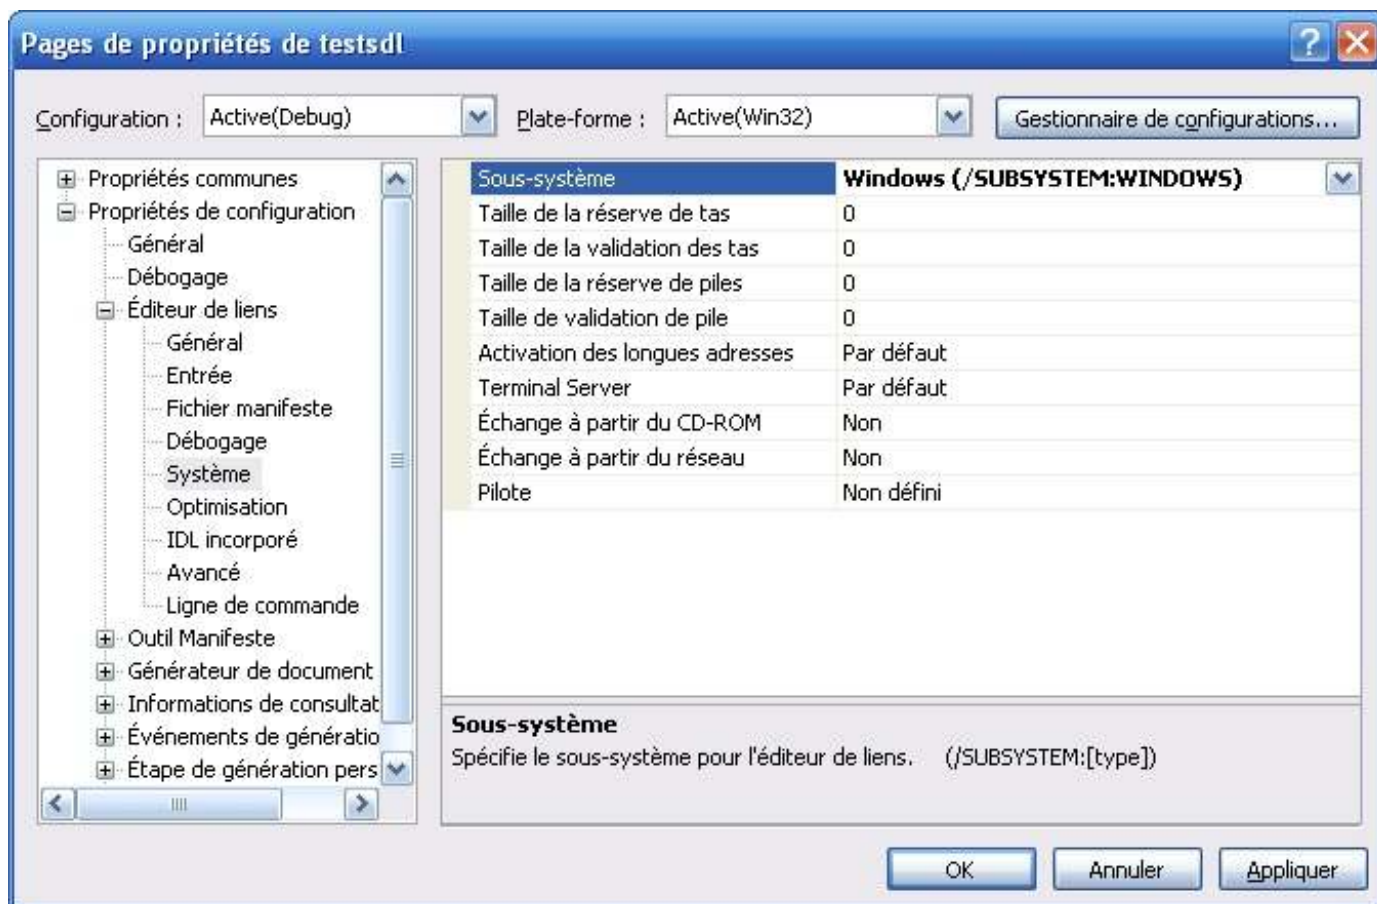 Pages de propriétés de testsdl
Configuration : Active(Debug) Plate-forme : Active(Win32) Gestionnaire de configurations...
Propriétés communes
Propriétés de configuration
Général
Débogage
Éditeur de liens
Général
Entrée
Fichier manifeste
Débogage
Système
Optimisation
IDL incorporé
Avancé
Ligne de commande
Outil Manifeste
Générateur de document
Informations de consultat
Événements de génératio
Étape de génération pers
Sous-système Windows (/SUBSYSTEM:WINDOWS)
Taille de la réserve de tas 0
Taille de la validation des tas 0
Taille de la réserve de piles 0
Taille de validation de pile 0
Activation des longues adresses Par défaut
Terminal Server Par défaut
Échange à partir du CD-ROM Non
Échange à partir du réseau Non
Pilote Non défini
Sous-système
Spécifie le sous-système pour l'éditeur de liens. (/SUBSYSTEM:[type])
OK Annuler Appliquer